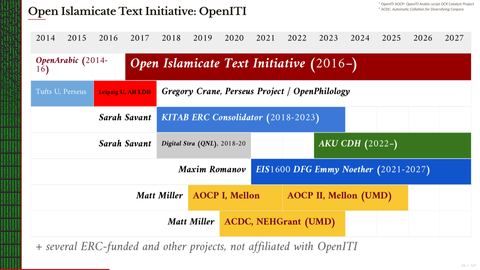 Open Islamicate Text Initiative: OpenITI
* OpenITI AOCP: OpenITI Arabic-script OCR Catalyst Project
* ACDC: Automatic Collation for Diversifying Corpora
2014 2015 2016 2017 2018 2019 2020 2021 2022 2023 2024 2025 2026 2027
OpenArabic (2014-
16)
Open Islamicate Text Initiative (2016–)
Tufts U, Perseus
Leipzig U, AH LDH
Gregory Crane, Perseus Project / OpenPhilology
Sarah Savant
KITAB ERC Consolidator (2018-2023)
Sarah Savant
Digital Sira (QNL), 2018-20
AKU CDH (2022–)
Maxim Romanov
EIS1600 DFG Emmy Noether (2021-2027)
Matt Miller
AOCP I, Mellon
AOCP II, Mellon (UMD)
Matt Miller
ACDC, NEHGrant (UMD)
+ several ERC-funded and other projects, not affiliated with OpenITI